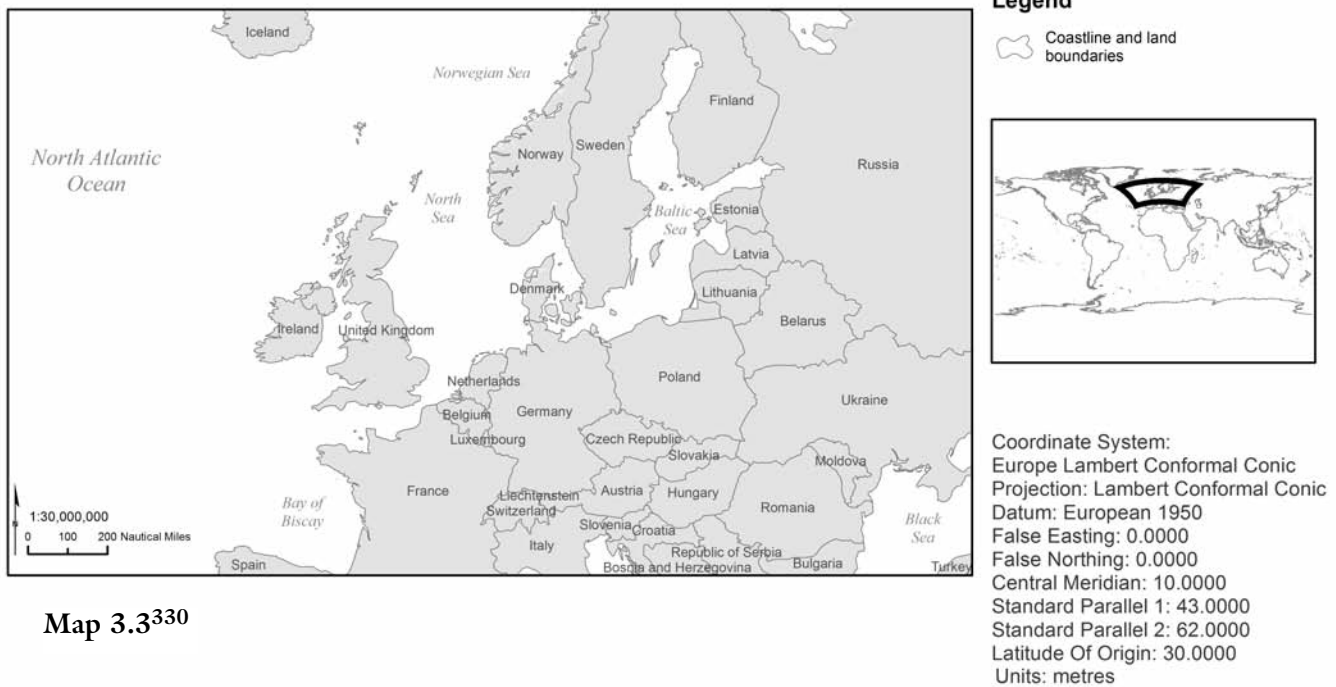 Iceland
Norwegian Sea
Finland
North Atlantic
Ocean
Norway
Sweden
Russia
North
Sea
Baltic
Sea
Estonia
Latvia
Denmark
Lithuania
Ireland
United Kingdom
Belarus
Netherlands
Poland
Belgium
Germany
Ukraine
Luxembourg
Czech Republic
Slovakia
Moldova
France
Liechtenstein
Austria
Hungary
Switzerland
Romania
Bay of
Biscay
Slovenia
Croatia
Black
Sea
Italy
Republic of Serbia
Spain
Bosnia and Herzegovina
Bulgaria
Turkey
N
1:30,000,000
0 100 200 Nautical Miles
Map 3.3330
Legend
Coastline and land
boundaries
Coordinate System:
Europe Lambert Conformal Conic
Projection: Lambert Conformal Conic
Datum: European 1950
False Easting: 0.0000
False Northing: 0.0000
Central Meridian: 10.0000
Standard Parallel 1: 43.0000
Standard Parallel 2: 62.0000
Latitude Of Origin: 30.0000
Units: metres